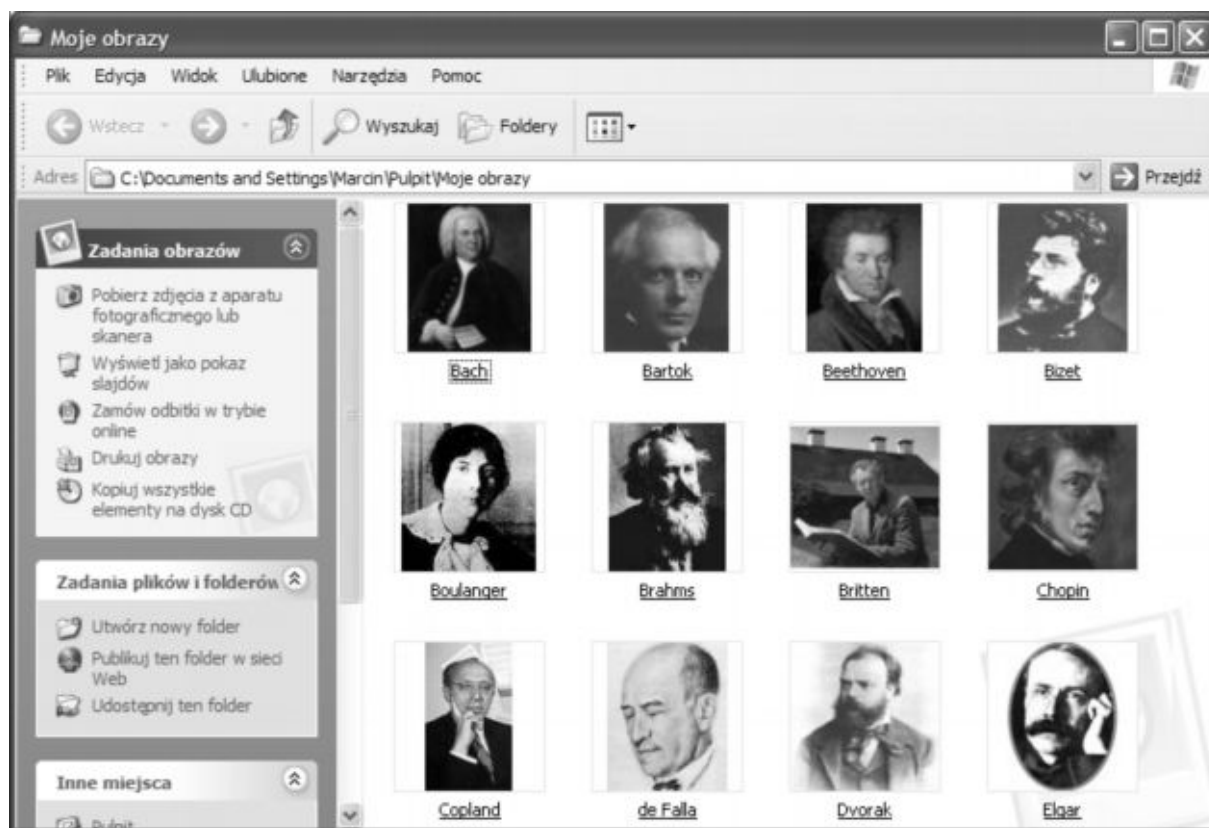 Moje obrazy
Plik Edycja Widok Ulubione Narzędzia Pomoc
Wstecz Wyszukaj Foldery
Adres C:\Documents and Settings\Marcin\Pulpit\Moje obrazy Przejdź
Zadania obrazów
Pobierz zdjęcia z aparatu
fotograficznego lub
skanera
Wyświetl jako pokaz
slajdów
Zamów odbitki w trybie
online
Drukuj obrazy
Kopiuj wszystkie
elementy na dysk CD
Zadania plików i folderów
Utwórz nowy folder
Publikuj ten folder w sieci
Web
Udostępnij ten folder
Inne miejsca
Pulpit
Bach Bartok Beethoven Bizet
Boulanger Brahms Britten Chopin
Copland de Falla Dvorak Elgar